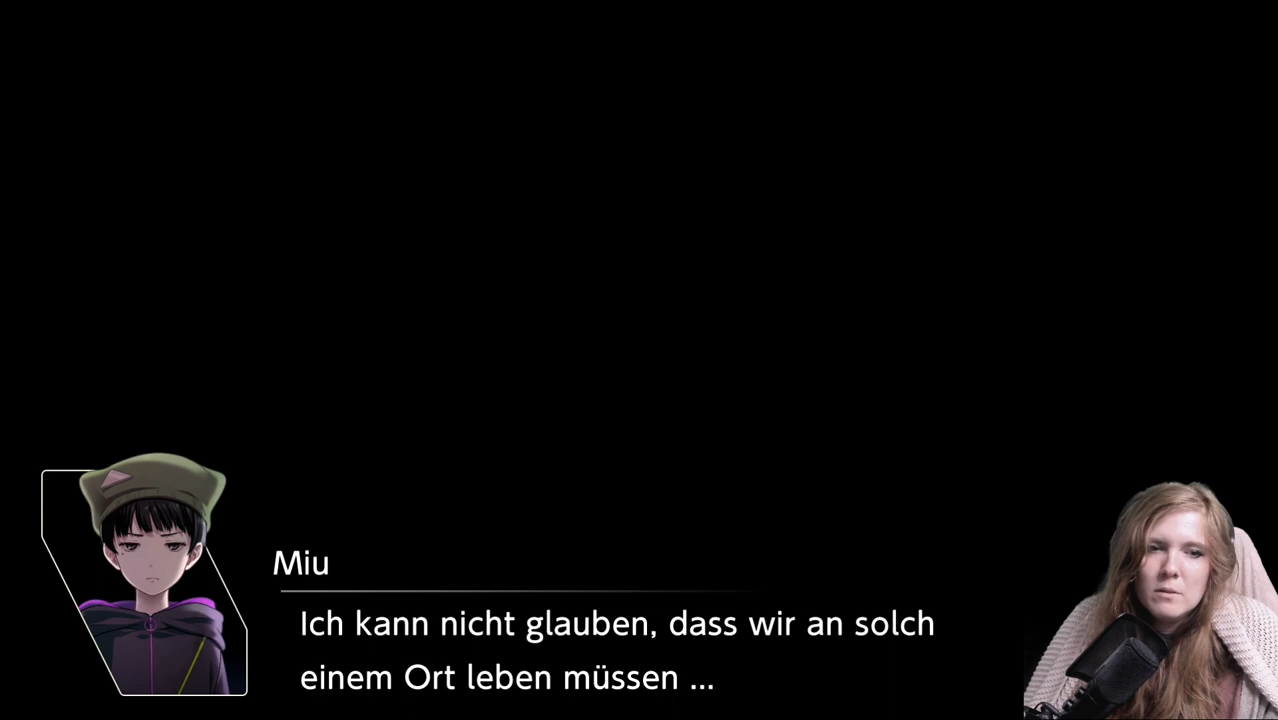 Miu
Ich kann nicht glauben, dass wir an solch
einem Ort leben müssen ...